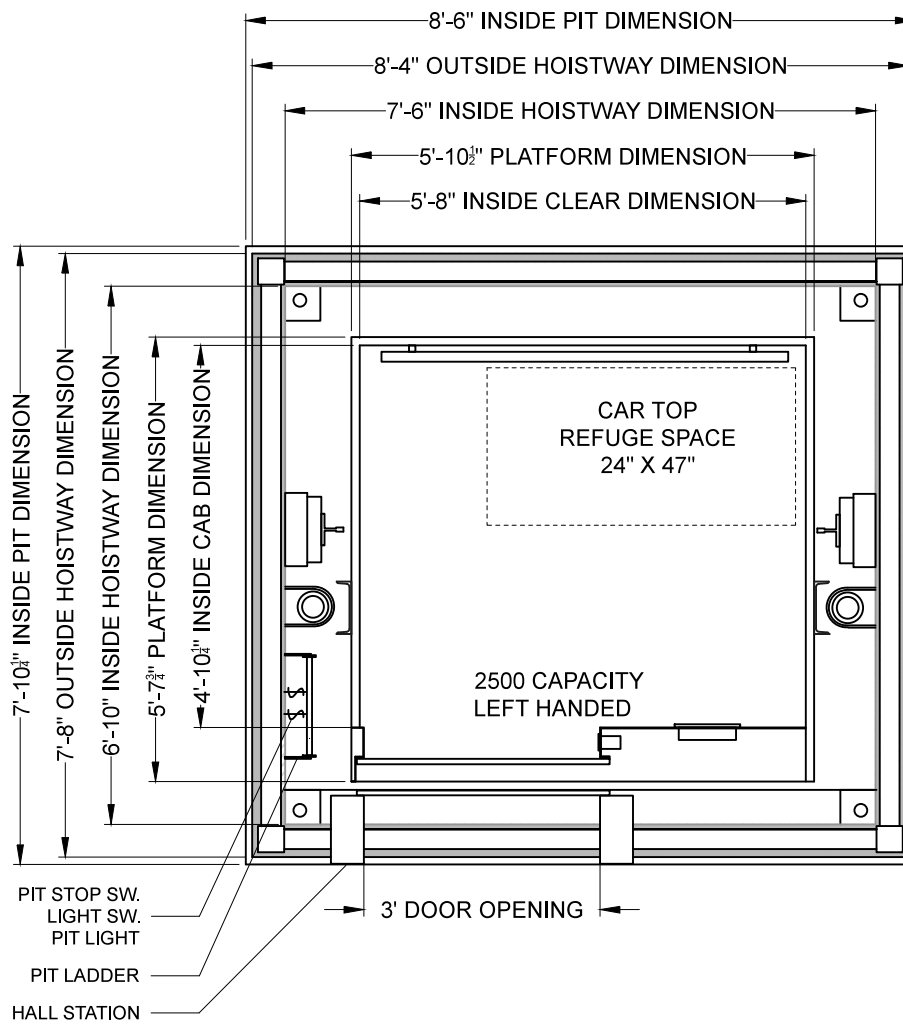 8'-6" INSIDE PIT DIMENSION
8'-4" OUTSIDE HOISTWAY DIMENSION
7'-6" INSIDE HOISTWAY DIMENSION
5'-10½" PLATFORM DIMENSION
5'-8" INSIDE CLEAR DIMENSION
7'-10¼" INSIDE PIT DIMENSION
7'-8" OUTSIDE HOISTWAY DIMENSION
6'-10" INSIDE HOISTWAY DIMENSION
5'-7¾" PLATFORM DIMENSION
4'-10¼" INSIDE CAB DIMENSION
CAR TOP
REFUGE SPACE
24" X 47"
2500 CAPACITY
LEFT HANDED
3' DOOR OPENING
PIT STOP SW.
LIGHT SW.
PIT LIGHT
PIT LADDER
HALL STATION